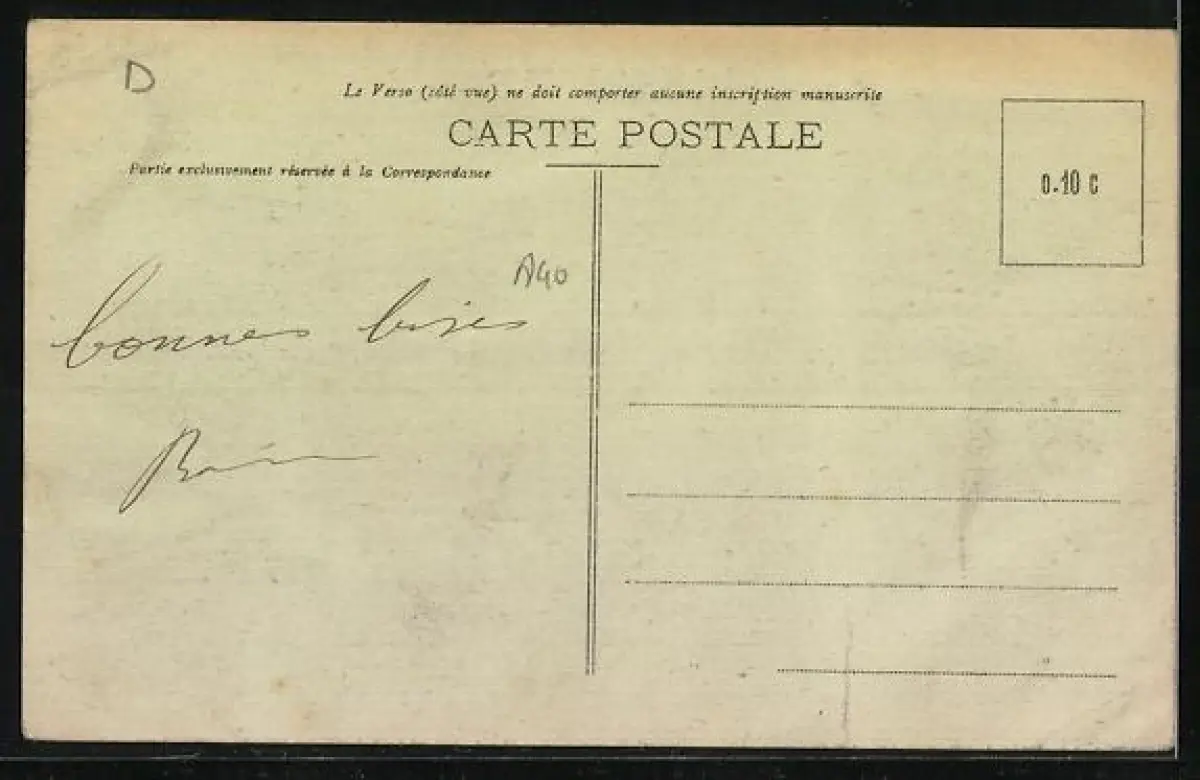 D
Le Verso (côté vue) ne doit comporter aucune inscription manuscrite
CARTE POSTALE
Partie exclusivement réservée à la Correspondance
0.10 c
A40
bonnes bises